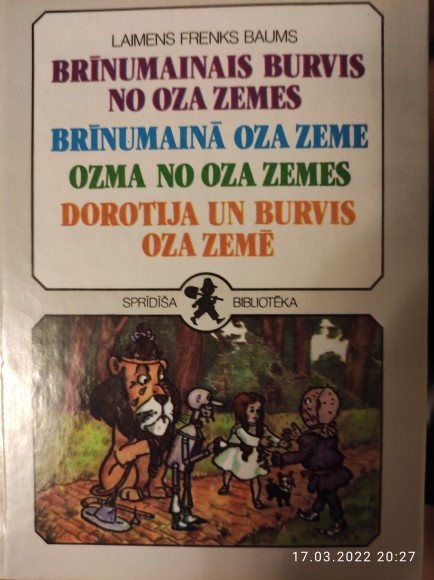 LAIMENS FRENKS BAUMS
BRĪNUMAINAIS BURVIS
NO OZA ZEMES
BRĪNUMAINĀ OZA ZEME
OZMA NO OZA ZEMES
DOROTIJA UN BURVIS
OZA ZEMĒ
SPRĪDĪŠA BIBLIOTĒKA
17.03.2022 20:27